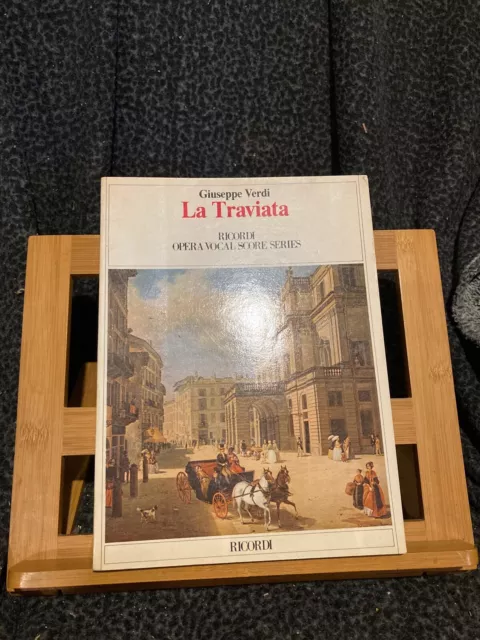 Giuseppe Verdi
La Traviata
RICORDI
OPERA VOCAL SCORE SERIES
RICORDI